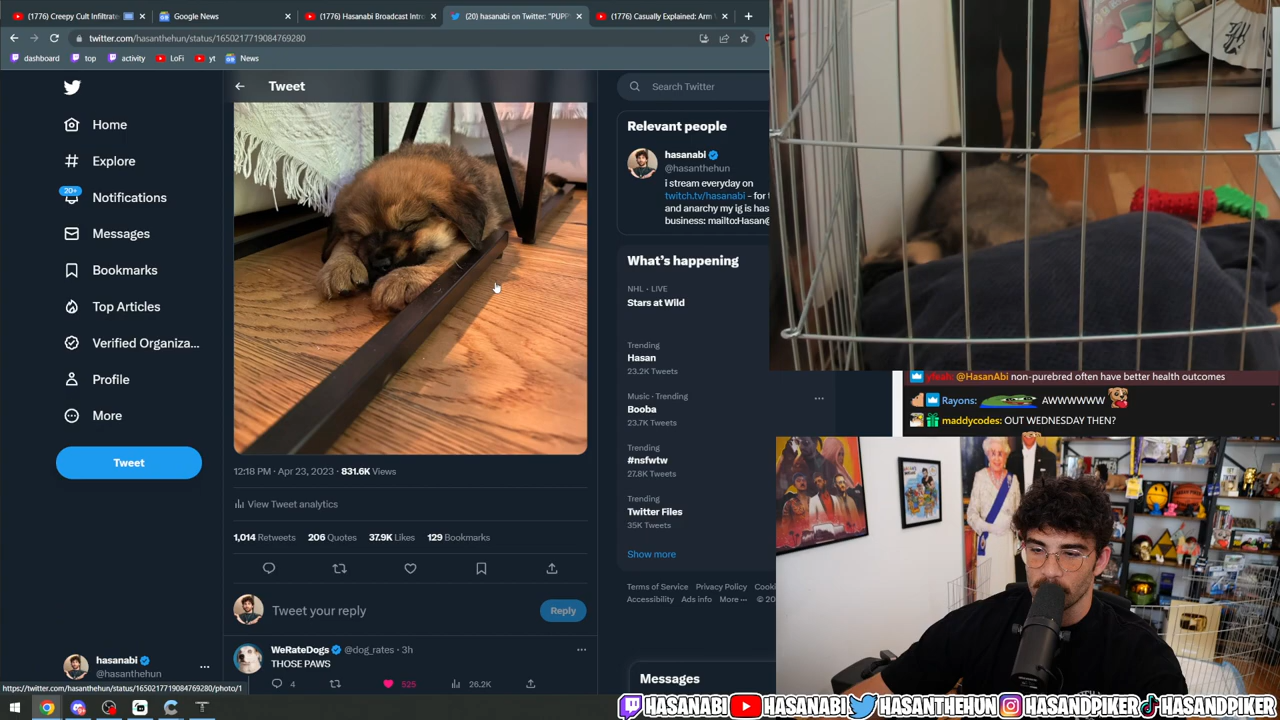 (1776) Creepy Cult Infiltrate
Google News
(1776) Hasanabi Broadcast Intr
(20) hasanabi on Twitter: "PUPP
(1776) Casually Explained: Arm
twitter.com/hasanthehun/status/1650217719084769280
dashboard
top
activity
LoFi
yt
News
Home
Explore
20+
Notifications
Messages
Bookmarks
Top Articles
Verified Organiza...
Profile
More
Tweet
hasanabi
@hasanthehun
Tweet
12:18 PM · Apr 23, 2023 · 831.6K Views
View Tweet analytics
1,014 Retweets 206 Quotes 37.9K Likes 129 Bookmarks
Tweet your reply
Reply
WeRateDogs @dog_rates · 3h
THOSE PAWS
4
525
26.2K
Search Twitter
Relevant people
hasanabi
@hasanthehun
i stream everyday on
twitch.tv/hasanabi - for t
and anarchy my ig is has
business: mailto:Hasan@
What's happening
NHL · LIVE
Stars at Wild
Trending
Hasan
23.2K Tweets
Music · Trending
Booba
23.7K Tweets
Trending
#nsfwtw
27.8K Tweets
Trending
Twitter Files
35K Tweets
Show more
Terms of Service Privacy Policy Cooki
Accessibility Ads info More ··· © 20
Messages
yfeah: @HasanAbi non-purebred often have better health outcomes
Rayons: AWWWWWW
maddycodes: OUT WEDNESDAY THEN?
https://twitter.com/hasanthehun/status/1650217719084769280/photo/1
HASANABI HASANABI HASANTHEHUN HASANDPIKER HASANDPIKER